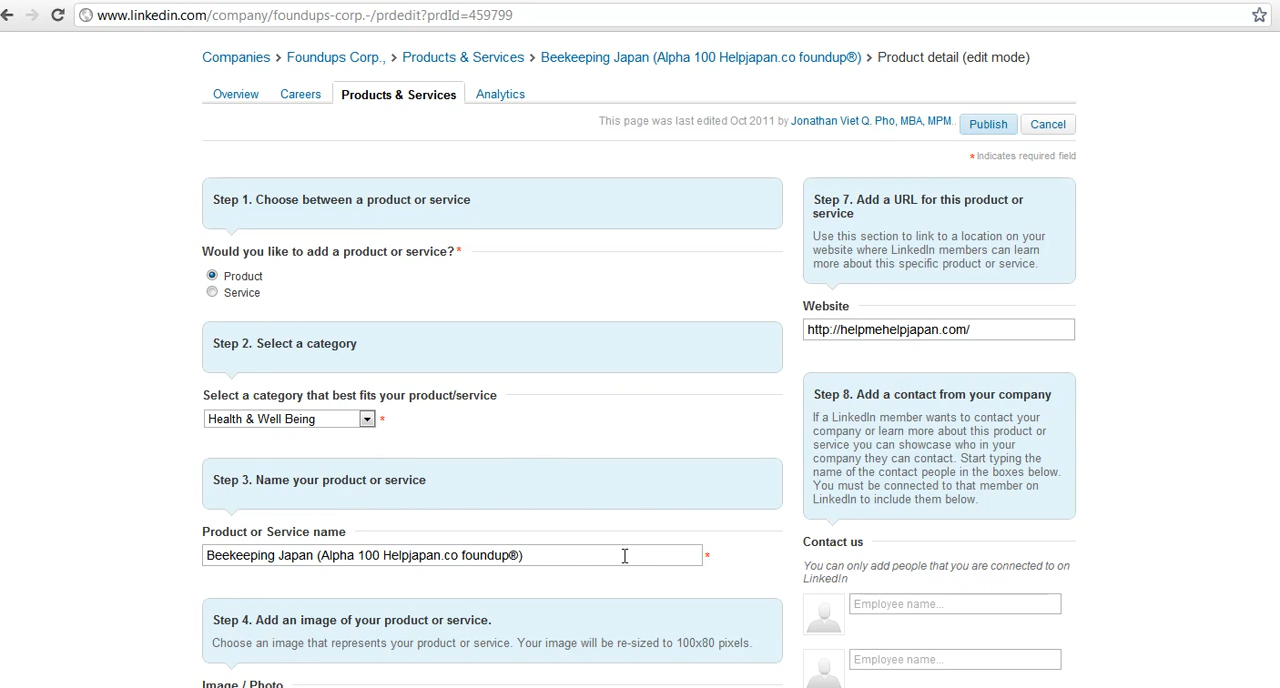 www.linkedin.com/company/foundups-corp.-/prdedit?prdId=459799
Companies > Foundups Corp., > Products & Services > Beekeeping Japan (Alpha 100 Helpjapan.co foundup®) > Product detail (edit mode)
Overview Careers Products & Services Analytics
This page was last edited Oct 2011 by Jonathan Viet Q. Pho, MBA, MPM. Publish Cancel
* Indicates required field
Step 1. Choose between a product or service
Would you like to add a product or service? *
Product
Service
Step 2. Select a category
Select a category that best fits your product/service
Health & Well Being *
Step 3. Name your product or service
Product or Service name
Beekeeping Japan (Alpha 100 Helpjapan.co foundup®) *
Step 4. Add an image of your product or service.
Choose an image that represents your product or service. Your image will be re-sized to 100x80 pixels.
Image / Photo
Step 7. Add a URL for this product or
service
Use this section to link to a location on your
website where LinkedIn members can learn
more about this specific product or service.
Website
http://helpmehelpjapan.com/
Step 8. Add a contact from your company
If a LinkedIn member wants to contact your
company or learn more about this product or
service you can showcase who in your
company they can contact. Start typing the
name of the contact people in the boxes below.
You must be connected to that member on
LinkedIn to include them below.
Contact us
You can only add people that you are connected to on
LinkedIn
Employee name...
Employee name...